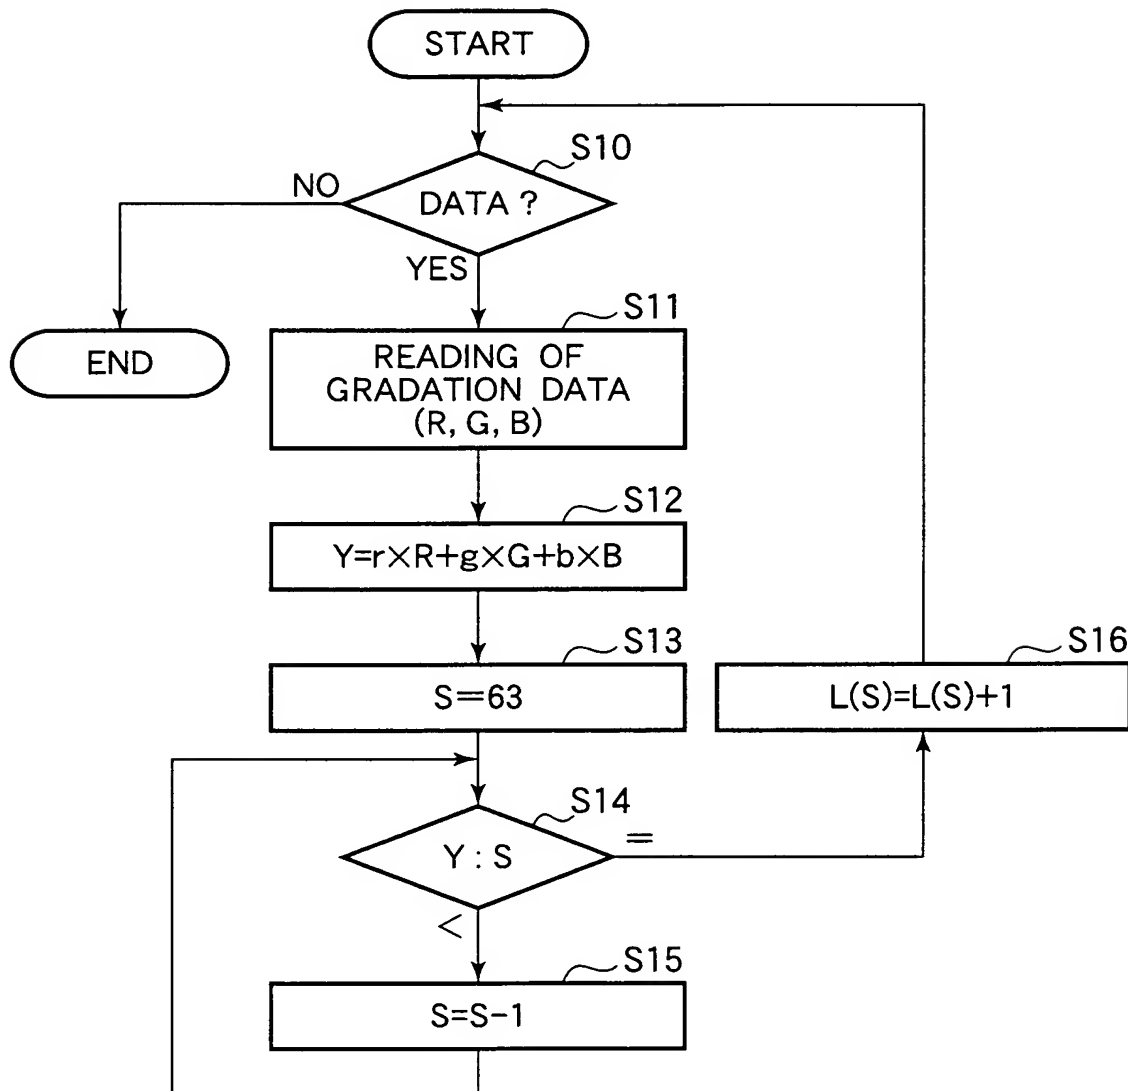 START
S10
NO
DATA ?
YES
S11
END
READING OF
GRADATION DATA
(R, G, B)
S12
Y=r×R+g×G+b×B
S13
S=63
S16
L(S)=L(S)+1
S14
Y : S
=
<
S15
S=S-1